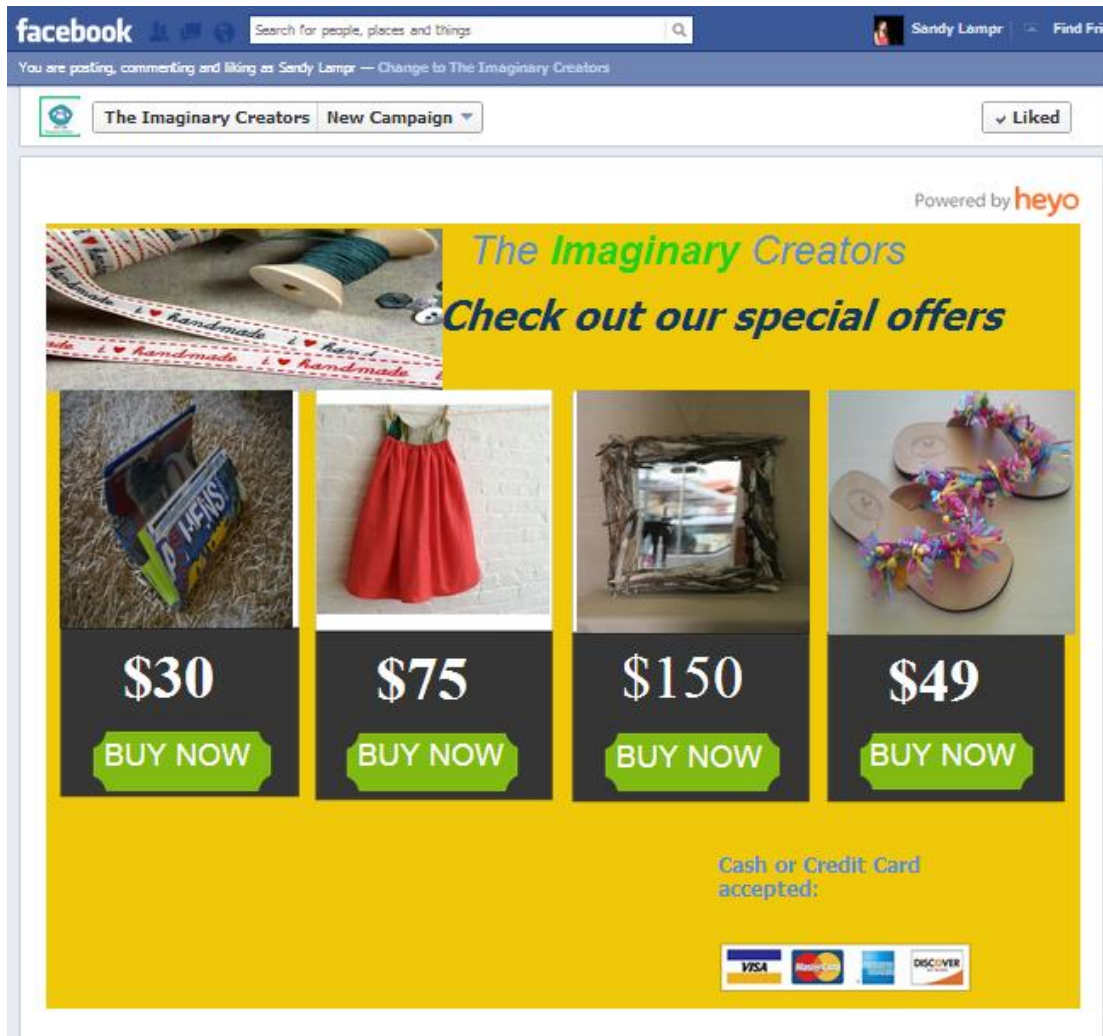 facebook
Search for people, places and things
Sandy Lampr
Find Fri
You are posting, commenting and liking as Sandy Lampr — Change to The Imaginary Creators
The Imaginary Creators
New Campaign
Liked
Powered by heyo
The Imaginary Creators
Check out our special offers
i ♥ handmade i ♥ hand
i ♥ handmade i ♥ handmade
$30
$75
$150
$49
BUY NOW
BUY NOW
BUY NOW
BUY NOW
Cash or Credit Card
accepted:
VISA
MasterCard
DISCOVER